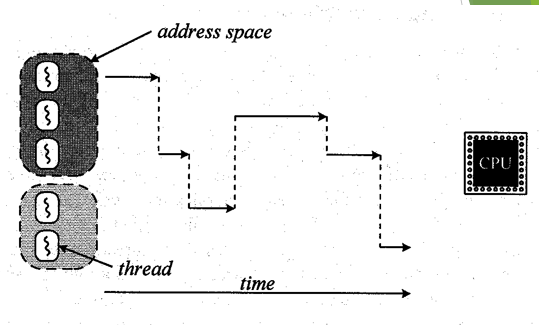 address space
CPU
thread
time